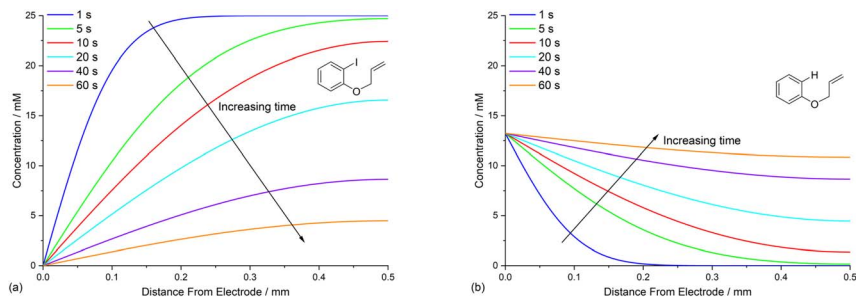 25
20
15
10
5
0
Concentration / mM
1 s
5 s
10 s
20 s
40 s
60 s
I
O
Increasing time
0.0 0.1 0.2 0.3 0.4 0.5
(a) Distance From Electrode / mm
25
20
15
10
5
0
Concentration / mM
1 s
5 s
10 s
20 s
40 s
60 s
H
O
Increasing time
0.0 0.1 0.2 0.3 0.4 0.5
(b) Distance From Electrode / mm